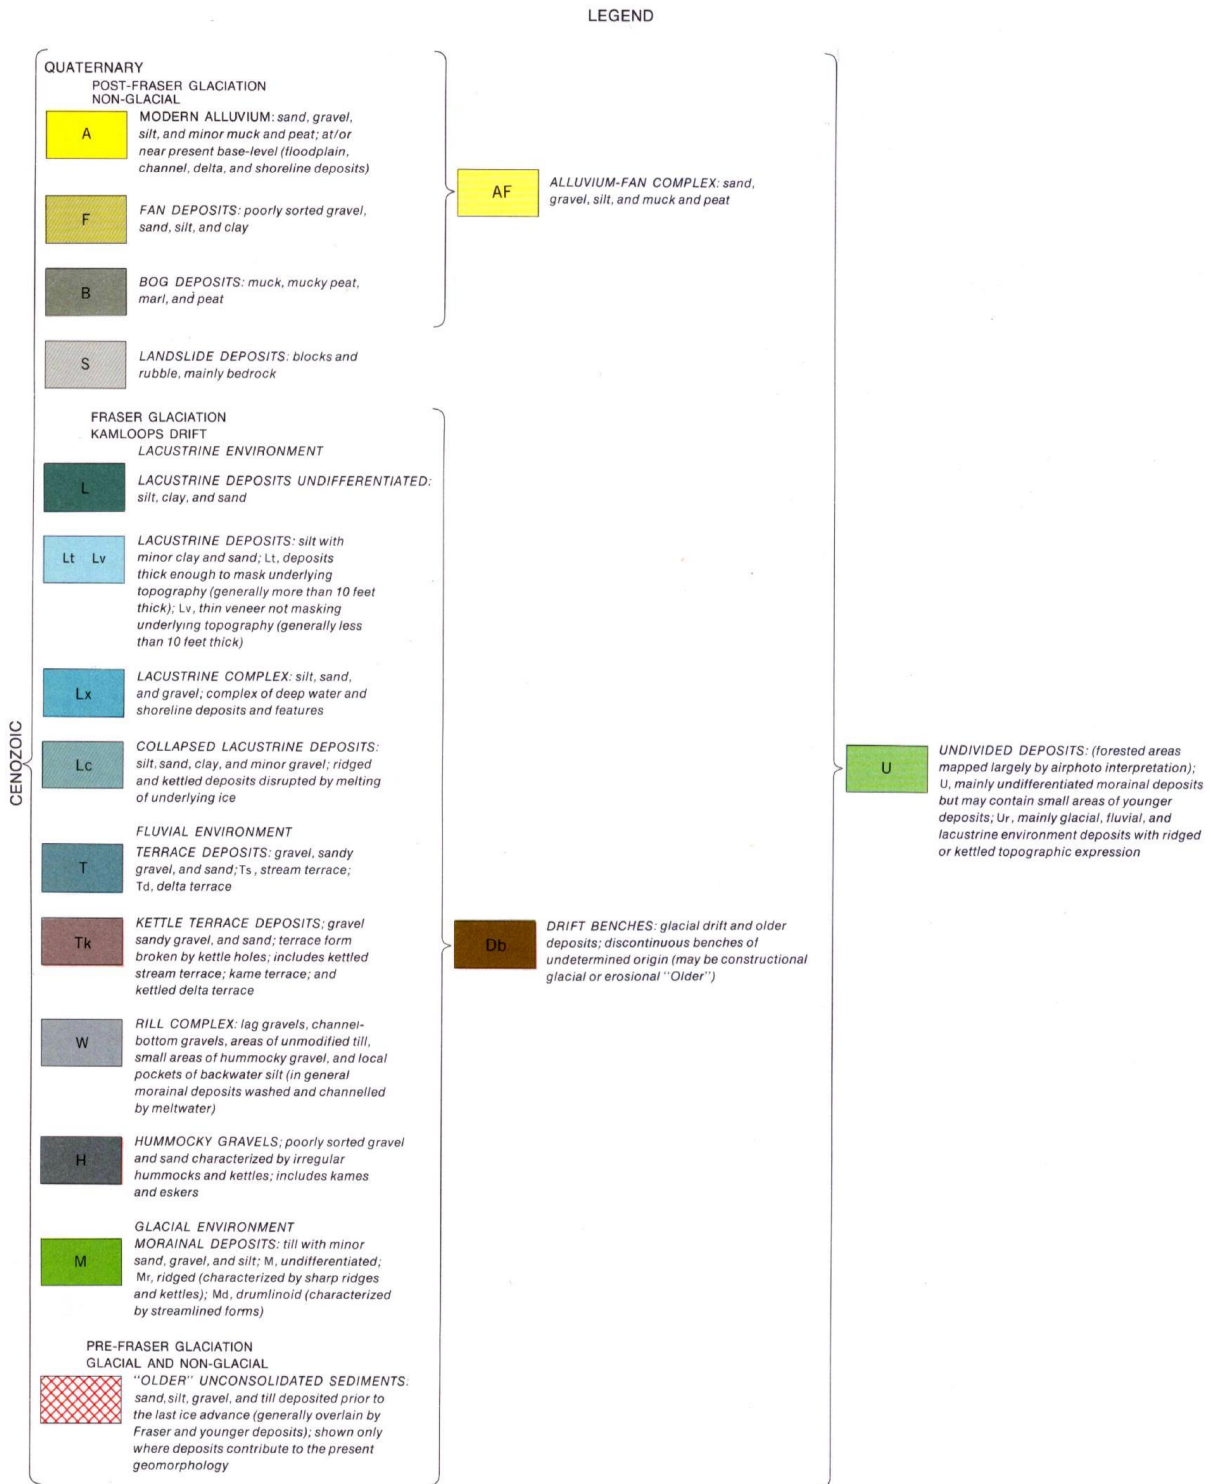 LEGEND
QUATERNARY
POST-FRASER GLACIATION
NON-GLACIAL
A
MODERN ALLUVIUM: sand, gravel,
silt, and minor muck and peat; at/or
near present base-level (floodplain,
channel, delta, and shoreline deposits)
F
FAN DEPOSITS: poorly sorted gravel,
sand, silt, and clay
B
BOG DEPOSITS: muck, mucky peat,
marl, and peat
AF
ALLUVIUM-FAN COMPLEX: sand,
gravel, silt, and muck and peat
S
LANDSLIDE DEPOSITS: blocks and
rubble, mainly bedrock
FRASER GLACIATION
KAMLOOPS DRIFT
LACUSTRINE ENVIRONMENT
L
LACUSTRINE DEPOSITS UNDIFFERENTIATED:
silt, clay, and sand
Lt Lv
LACUSTRINE DEPOSITS: silt with
minor clay and sand; Lt, deposits
thick enough to mask underlying
topography (generally more than 10 feet
thick); Lv, thin veneer not masking
underlying topography (generally less
than 10 feet thick)
Lx
LACUSTRINE COMPLEX: silt, sand,
and gravel; complex of deep water and
shoreline deposits and features
Lc
COLLAPSED LACUSTRINE DEPOSITS:
silt, sand, clay, and minor gravel; ridged
and kettled deposits disrupted by melting
of underlying ice
FLUVIAL ENVIRONMENT
T
TERRACE DEPOSITS: gravel, sandy
gravel, and sand; Ts, stream terrace;
Td, delta terrace
Tk
KETTLE TERRACE DEPOSITS; gravel
sandy gravel, and sand; terrace form
broken by kettle holes; includes kettled
stream terrace; kame terrace; and
kettled delta terrace
W
RILL COMPLEX: lag gravels, channel-
bottom gravels, areas of unmodified till,
small areas of hummocky gravel, and local
pockets of backwater silt (in general
morainal deposits washed and channelled
by meltwater)
H
HUMMOCKY GRAVELS; poorly sorted gravel
and sand characterized by irregular
hummocks and kettles; includes kames
and eskers
GLACIAL ENVIRONMENT
M
MORAINAL DEPOSITS: till with minor
sand, gravel, and silt; M, undifferentiated;
Mr, ridged (characterized by sharp ridges
and kettles); Md, drumlinoid (characterized
by streamlined forms)
PRE-FRASER GLACIATION
GLACIAL AND NON-GLACIAL
"OLDER" UNCONSOLIDATED SEDIMENTS:
sand, silt, gravel, and till deposited prior to
the last ice advance (generally overlain by
Fraser and younger deposits); shown only
where deposits contribute to the present
geomorphology
Db
DRIFT BENCHES: glacial drift and older
deposits; discontinuous benches of
undetermined origin (may be constructional
glacial or erosional "Older")
CENOZOIC
U
UNDIVIDED DEPOSITS: (forested areas
mapped largely by airphoto interpretation);
U, mainly undifferentiated morainal deposits
but may contain small areas of younger
deposits; Ur, mainly glacial, fluvial, and
lacustrine environment deposits with ridged
or kettled topographic expression